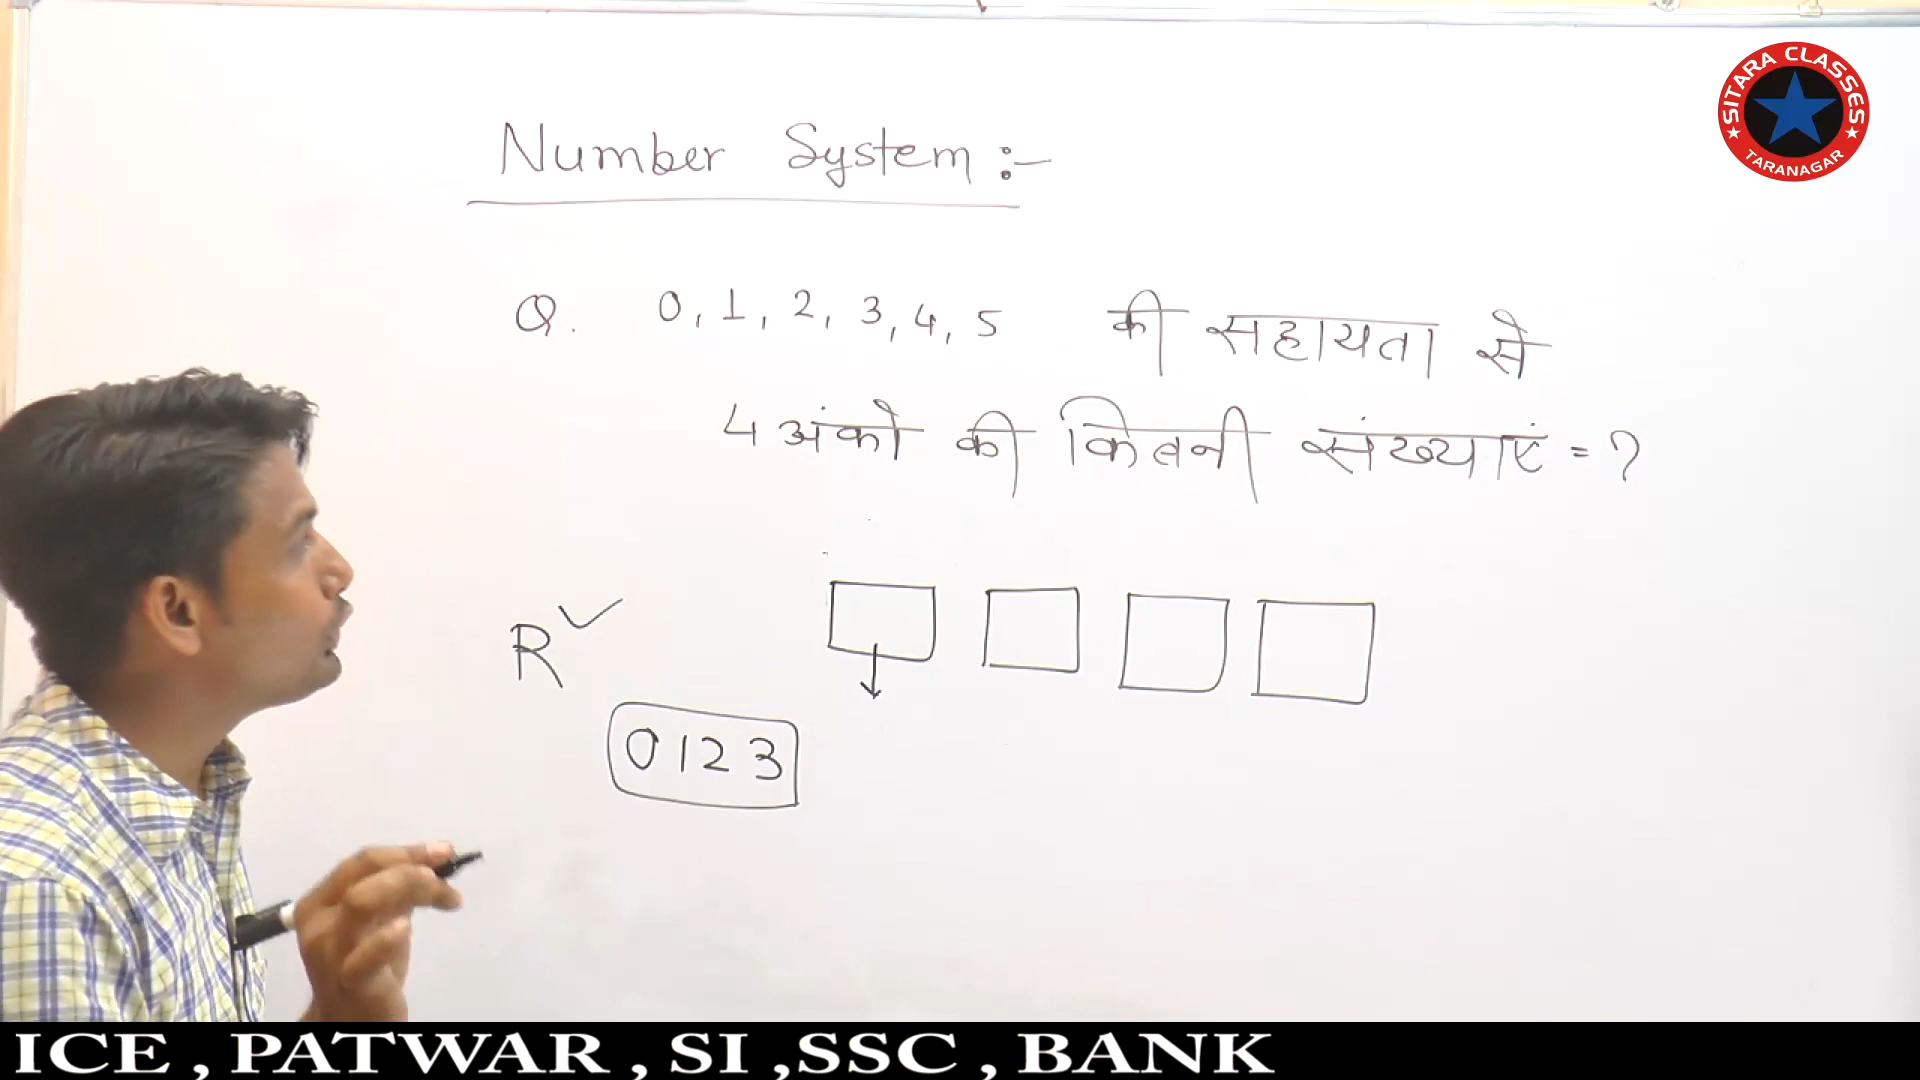 SITARA CLASSES
TARANAGAR
Number System :-
Q. 0, 1, 2, 3, 4, 5 की सहायता से
4 अंको की कितनी संख्याएं = ?
R ✓
0 1 2 3
ICE , PATWAR , SI ,SSC , BANK